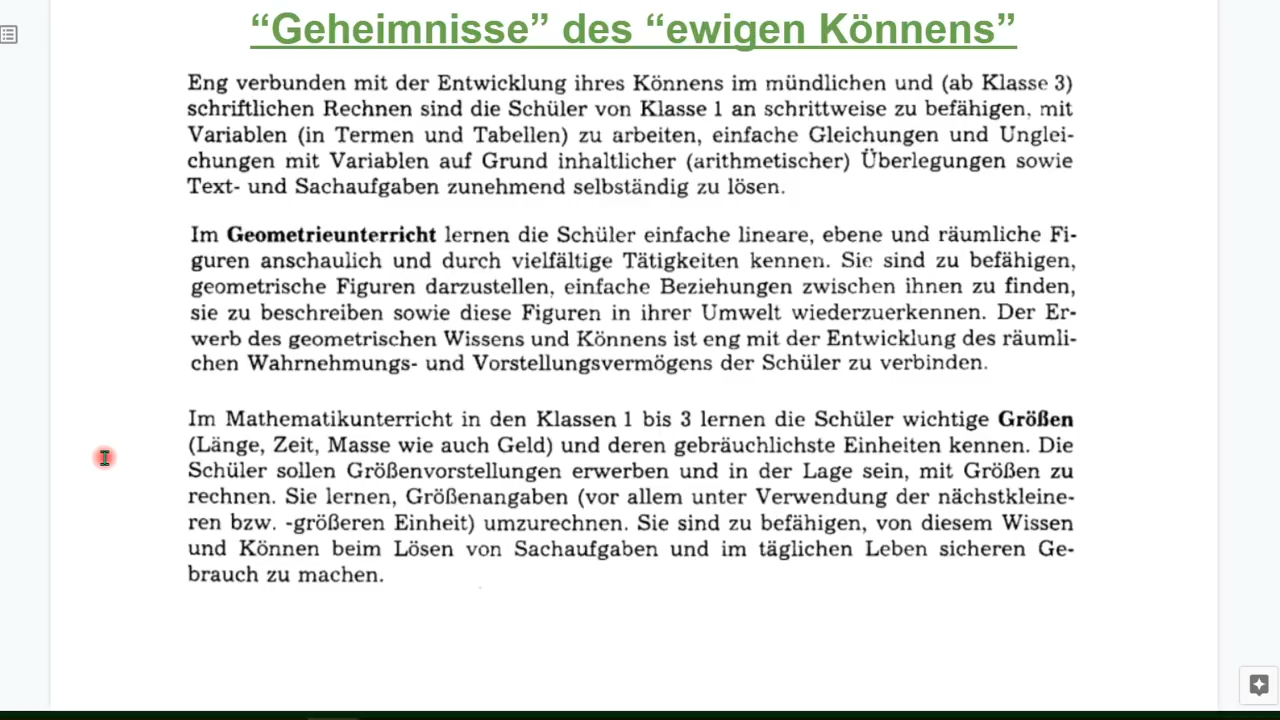 “Geheimnisse” des “ewigen Könnens”
Eng verbunden mit der Entwicklung ihres Könnens im mündlichen und (ab Klasse 3)
schriftlichen Rechnen sind die Schüler von Klasse 1 an schrittweise zu befähigen, mit
Variablen (in Termen und Tabellen) zu arbeiten, einfache Gleichungen und Unglei-
chungen mit Variablen auf Grund inhaltlicher (arithmetischer) Überlegungen sowie
Text- und Sachaufgaben zunehmend selbständig zu lösen.
Im Geometrieunterricht lernen die Schüler einfache lineare, ebene und räumliche Fi-
guren anschaulich und durch vielfältige Tätigkeiten kennen. Sie sind zu befähigen,
geometrische Figuren darzustellen, einfache Beziehungen zwischen ihnen zu finden,
sie zu beschreiben sowie diese Figuren in ihrer Umwelt wiederzuerkennen. Der Er-
werb des geometrischen Wissens und Könnens ist eng mit der Entwicklung des räumli-
chen Wahrnehmungs- und Vorstellungsvermögens der Schüler zu verbinden.
Im Mathematikunterricht in den Klassen 1 bis 3 lernen die Schüler wichtige Größen
(Länge, Zeit, Masse wie auch Geld) und deren gebräuchlichste Einheiten kennen. Die
Schüler sollen Größenvorstellungen erwerben und in der Lage sein, mit Größen zu
rechnen. Sie lernen, Größenangaben (vor allem unter Verwendung der nächstkleine-
ren bzw. -größeren Einheit) umzurechnen. Sie sind zu befähigen, von diesem Wissen
und Können beim Lösen von Sachaufgaben und im täglichen Leben sicheren Ge-
brauch zu machen.